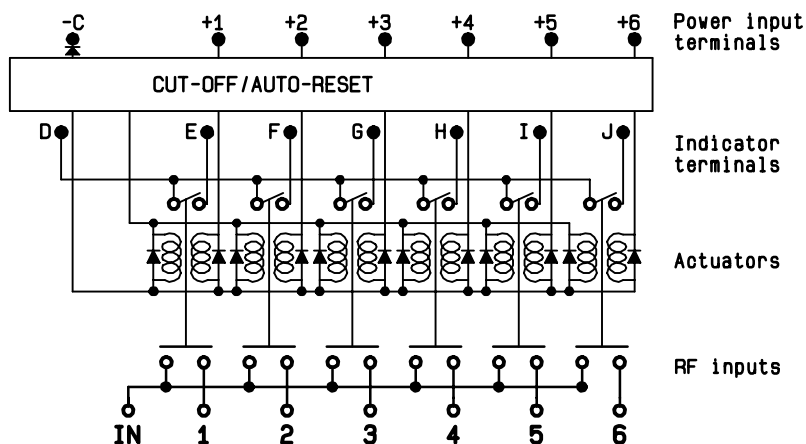 -C +1 +2 +3 +4 +5 +6 Power input
terminals
CUT-OFF/AUTO-RESET
D E F G H I J Indicator
terminals
Actuators
RF inputs
IN 1 2 3 4 5 6